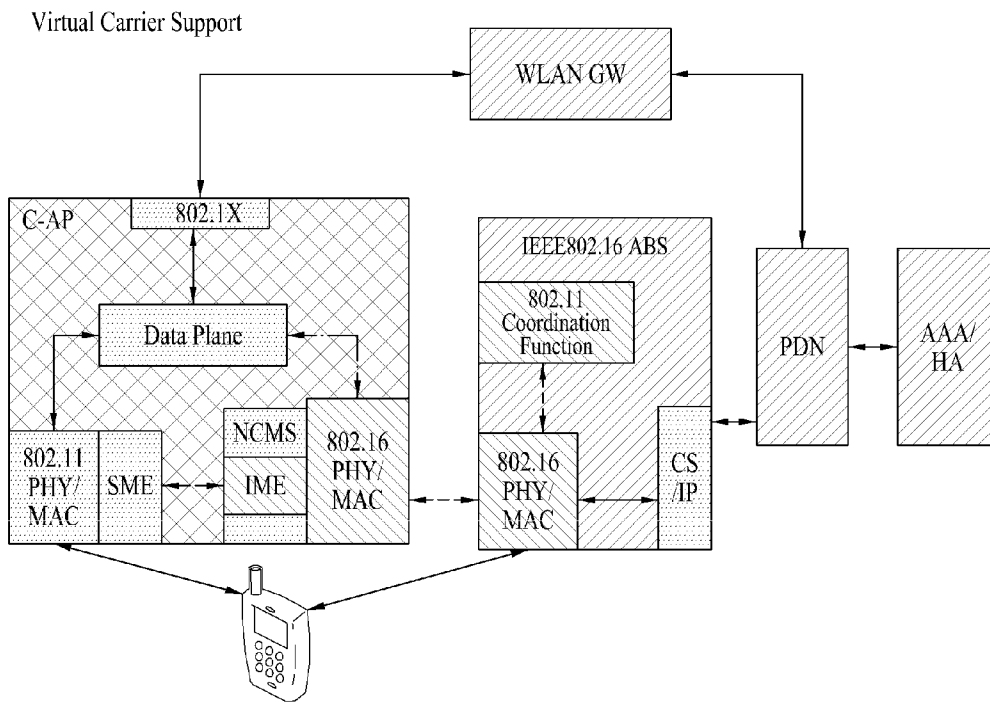 Virtual Carrier Support
WLAN GW
C-AP
802.1X
Data Plane
802.11
PHY/
MAC
SME
NCMS
IME
802.16
PHY/
MAC
IEEE802.16 ABS
802.11
Coordination
Function
802.16
PHY/
MAC
CS
/IP
PDN
AAA/
HA